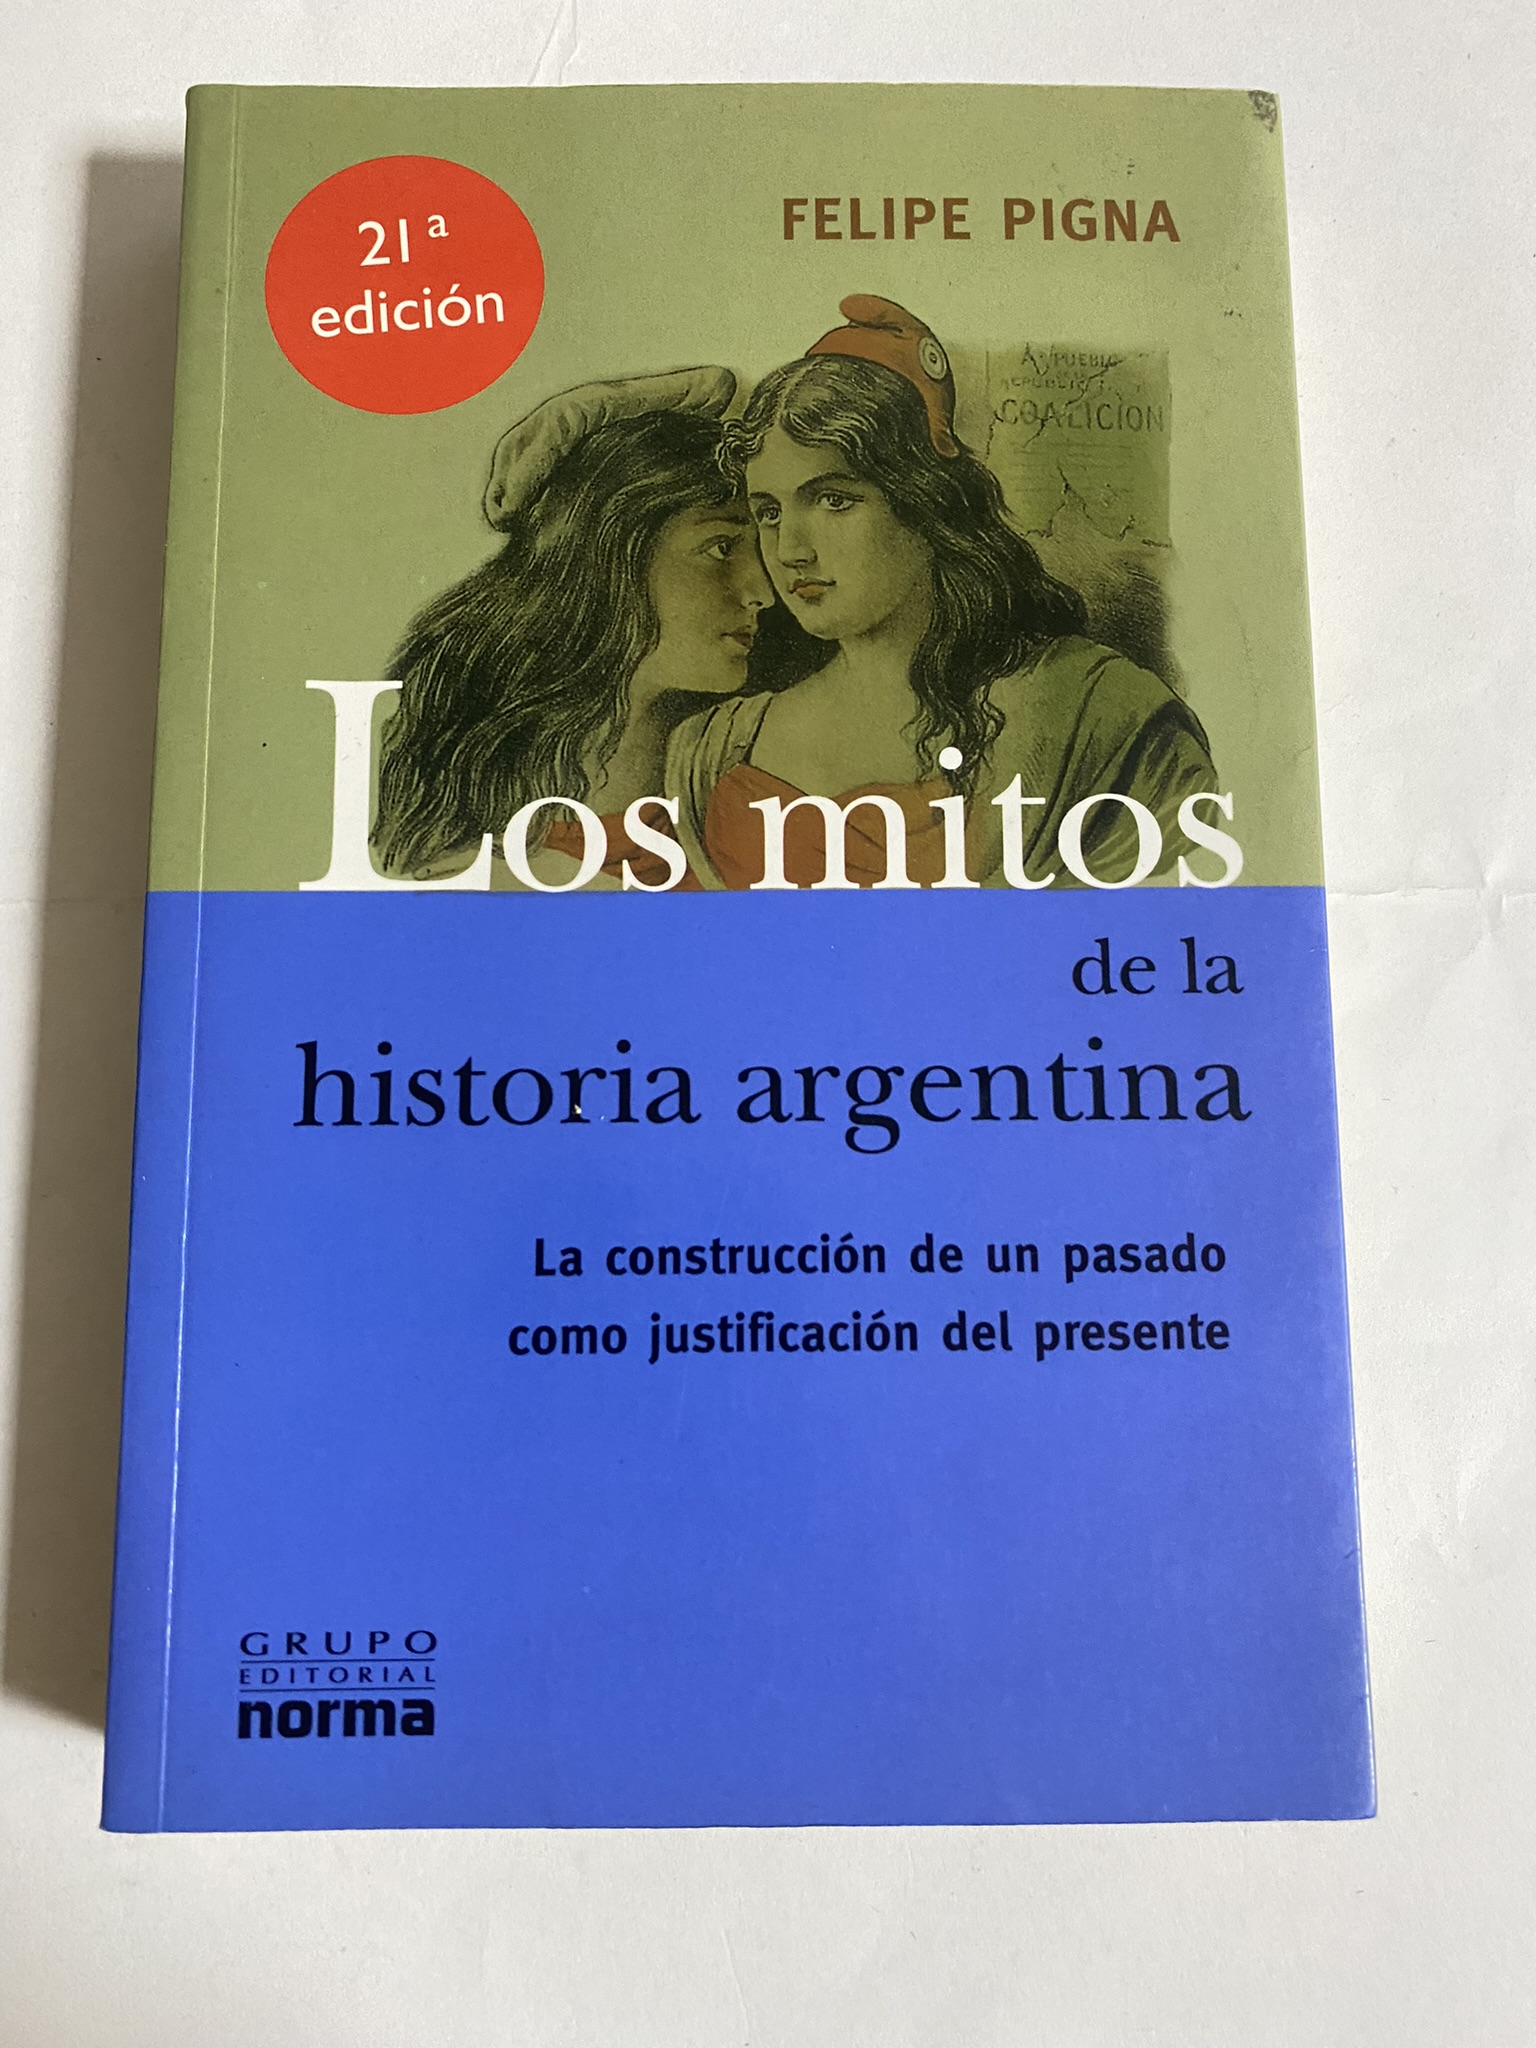 21ª
edición
FELIPE PIGNA
PUEBLO
COALICION
Los mitos
de la
historia argentina
La construcción de un pasado
como justificación del presente
GRUPO
EDITORIAL
norma